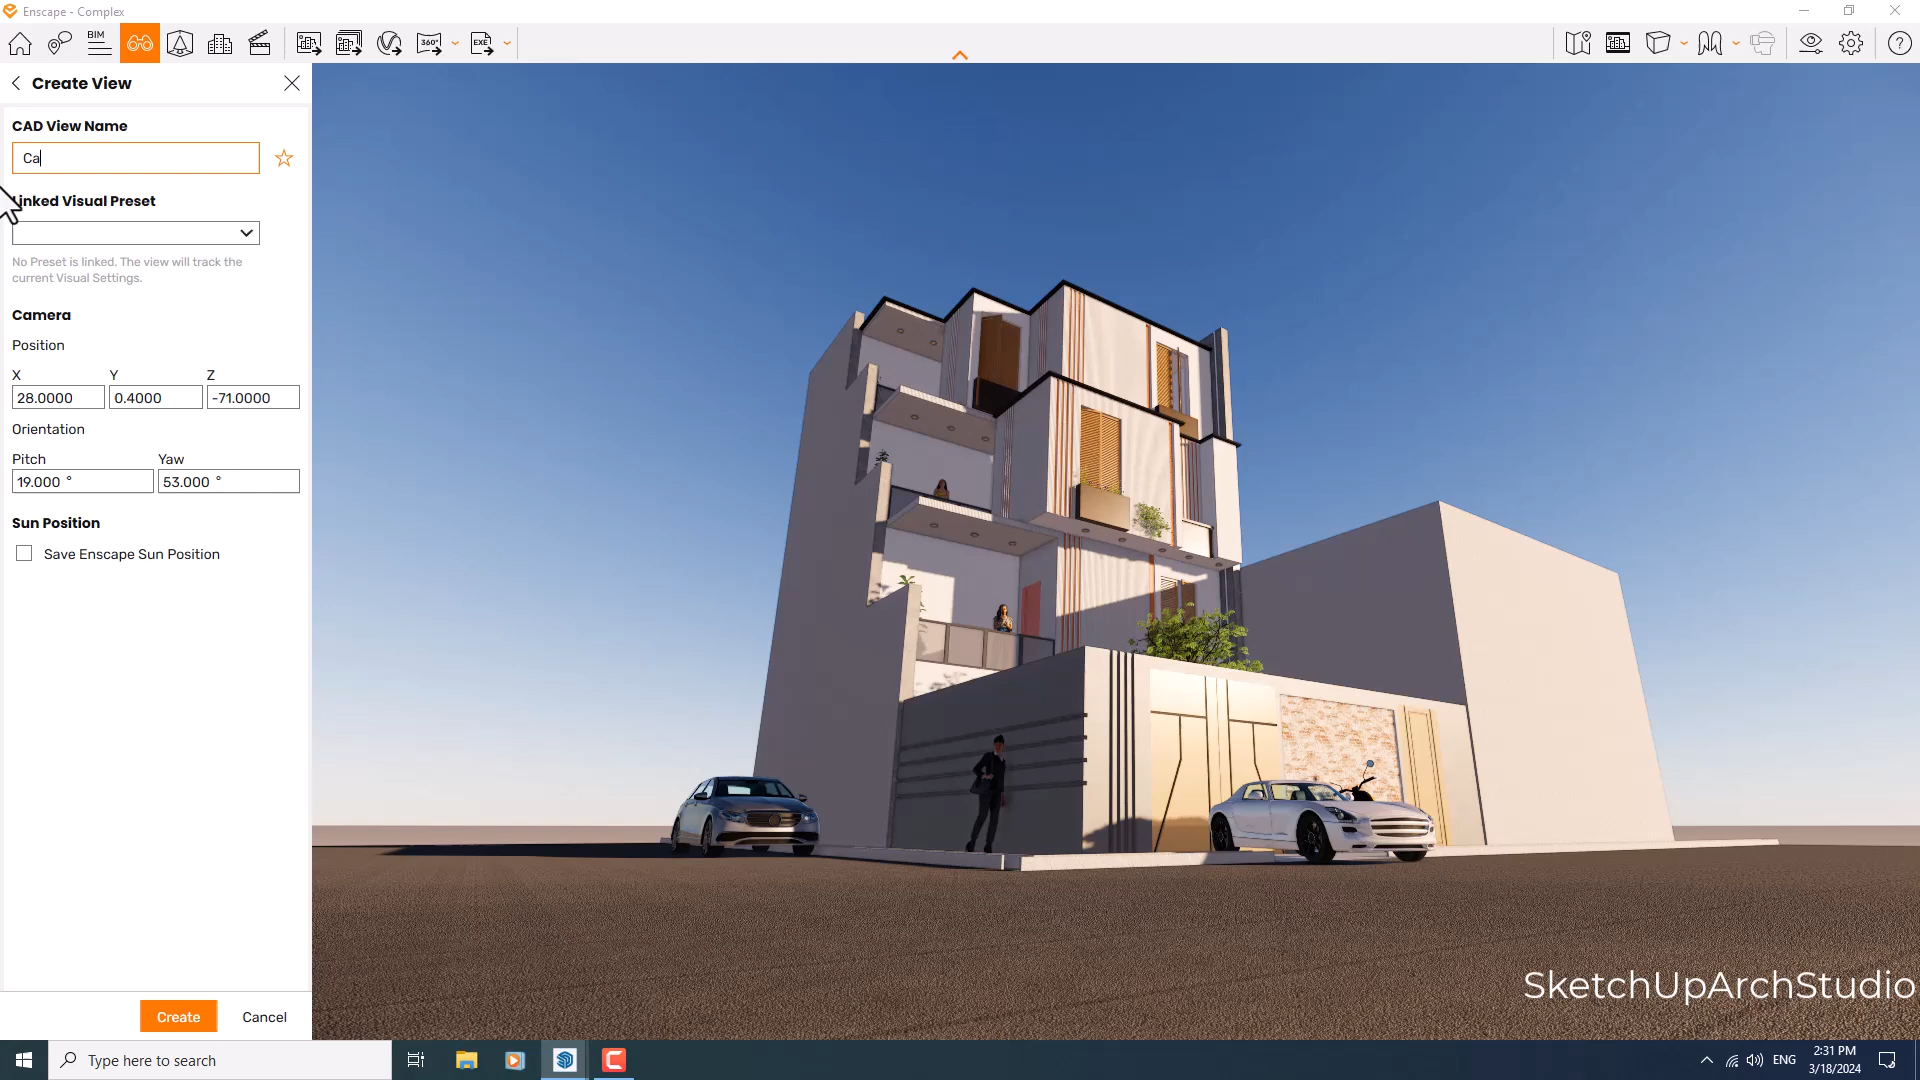 Enscape - Complex
BIM
360°
EXE
Create View
CAD View Name
Ca
Linked Visual Preset
No Preset is linked. The view will track the
current Visual Settings.
Camera
Position
X Y Z
28.0000 0.4000 -71.0000
Orientation
Pitch Yaw
19.000 ° 53.000 °
Sun Position
Save Enscape Sun Position
Create Cancel
SketchUpArchStudio
Type here to search
ENG
2:31 PM
3/18/2024